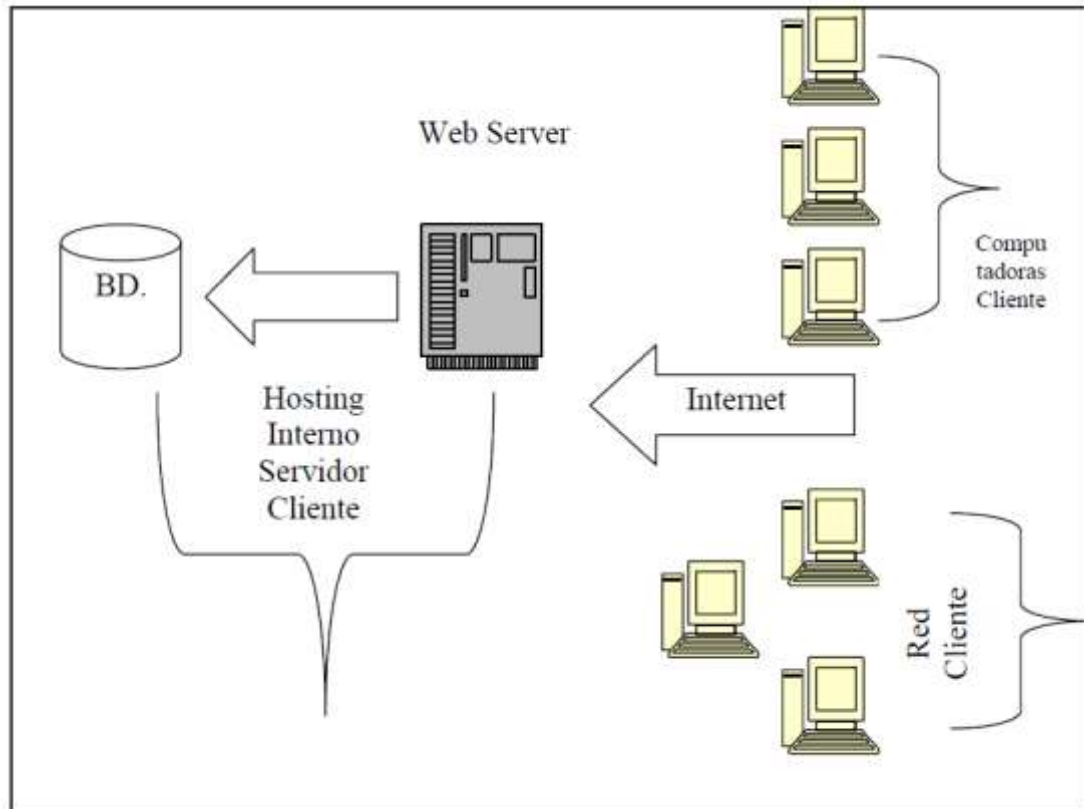 Web Server
BD.
Compu
tadoras
Cliente
Internet
Hosting
Interno
Servidor
Cliente
Red
Cliente